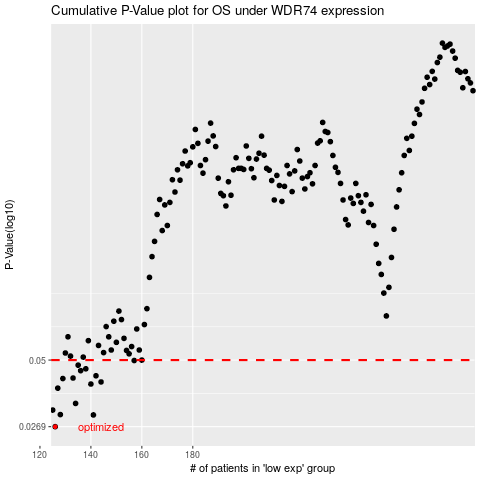 Cumulative P-Value plot for OS under WDR74 expression
P-Value(log10)
0.05
0.0269
optimized
120
140
160
180
# of patients in 'low exp' group